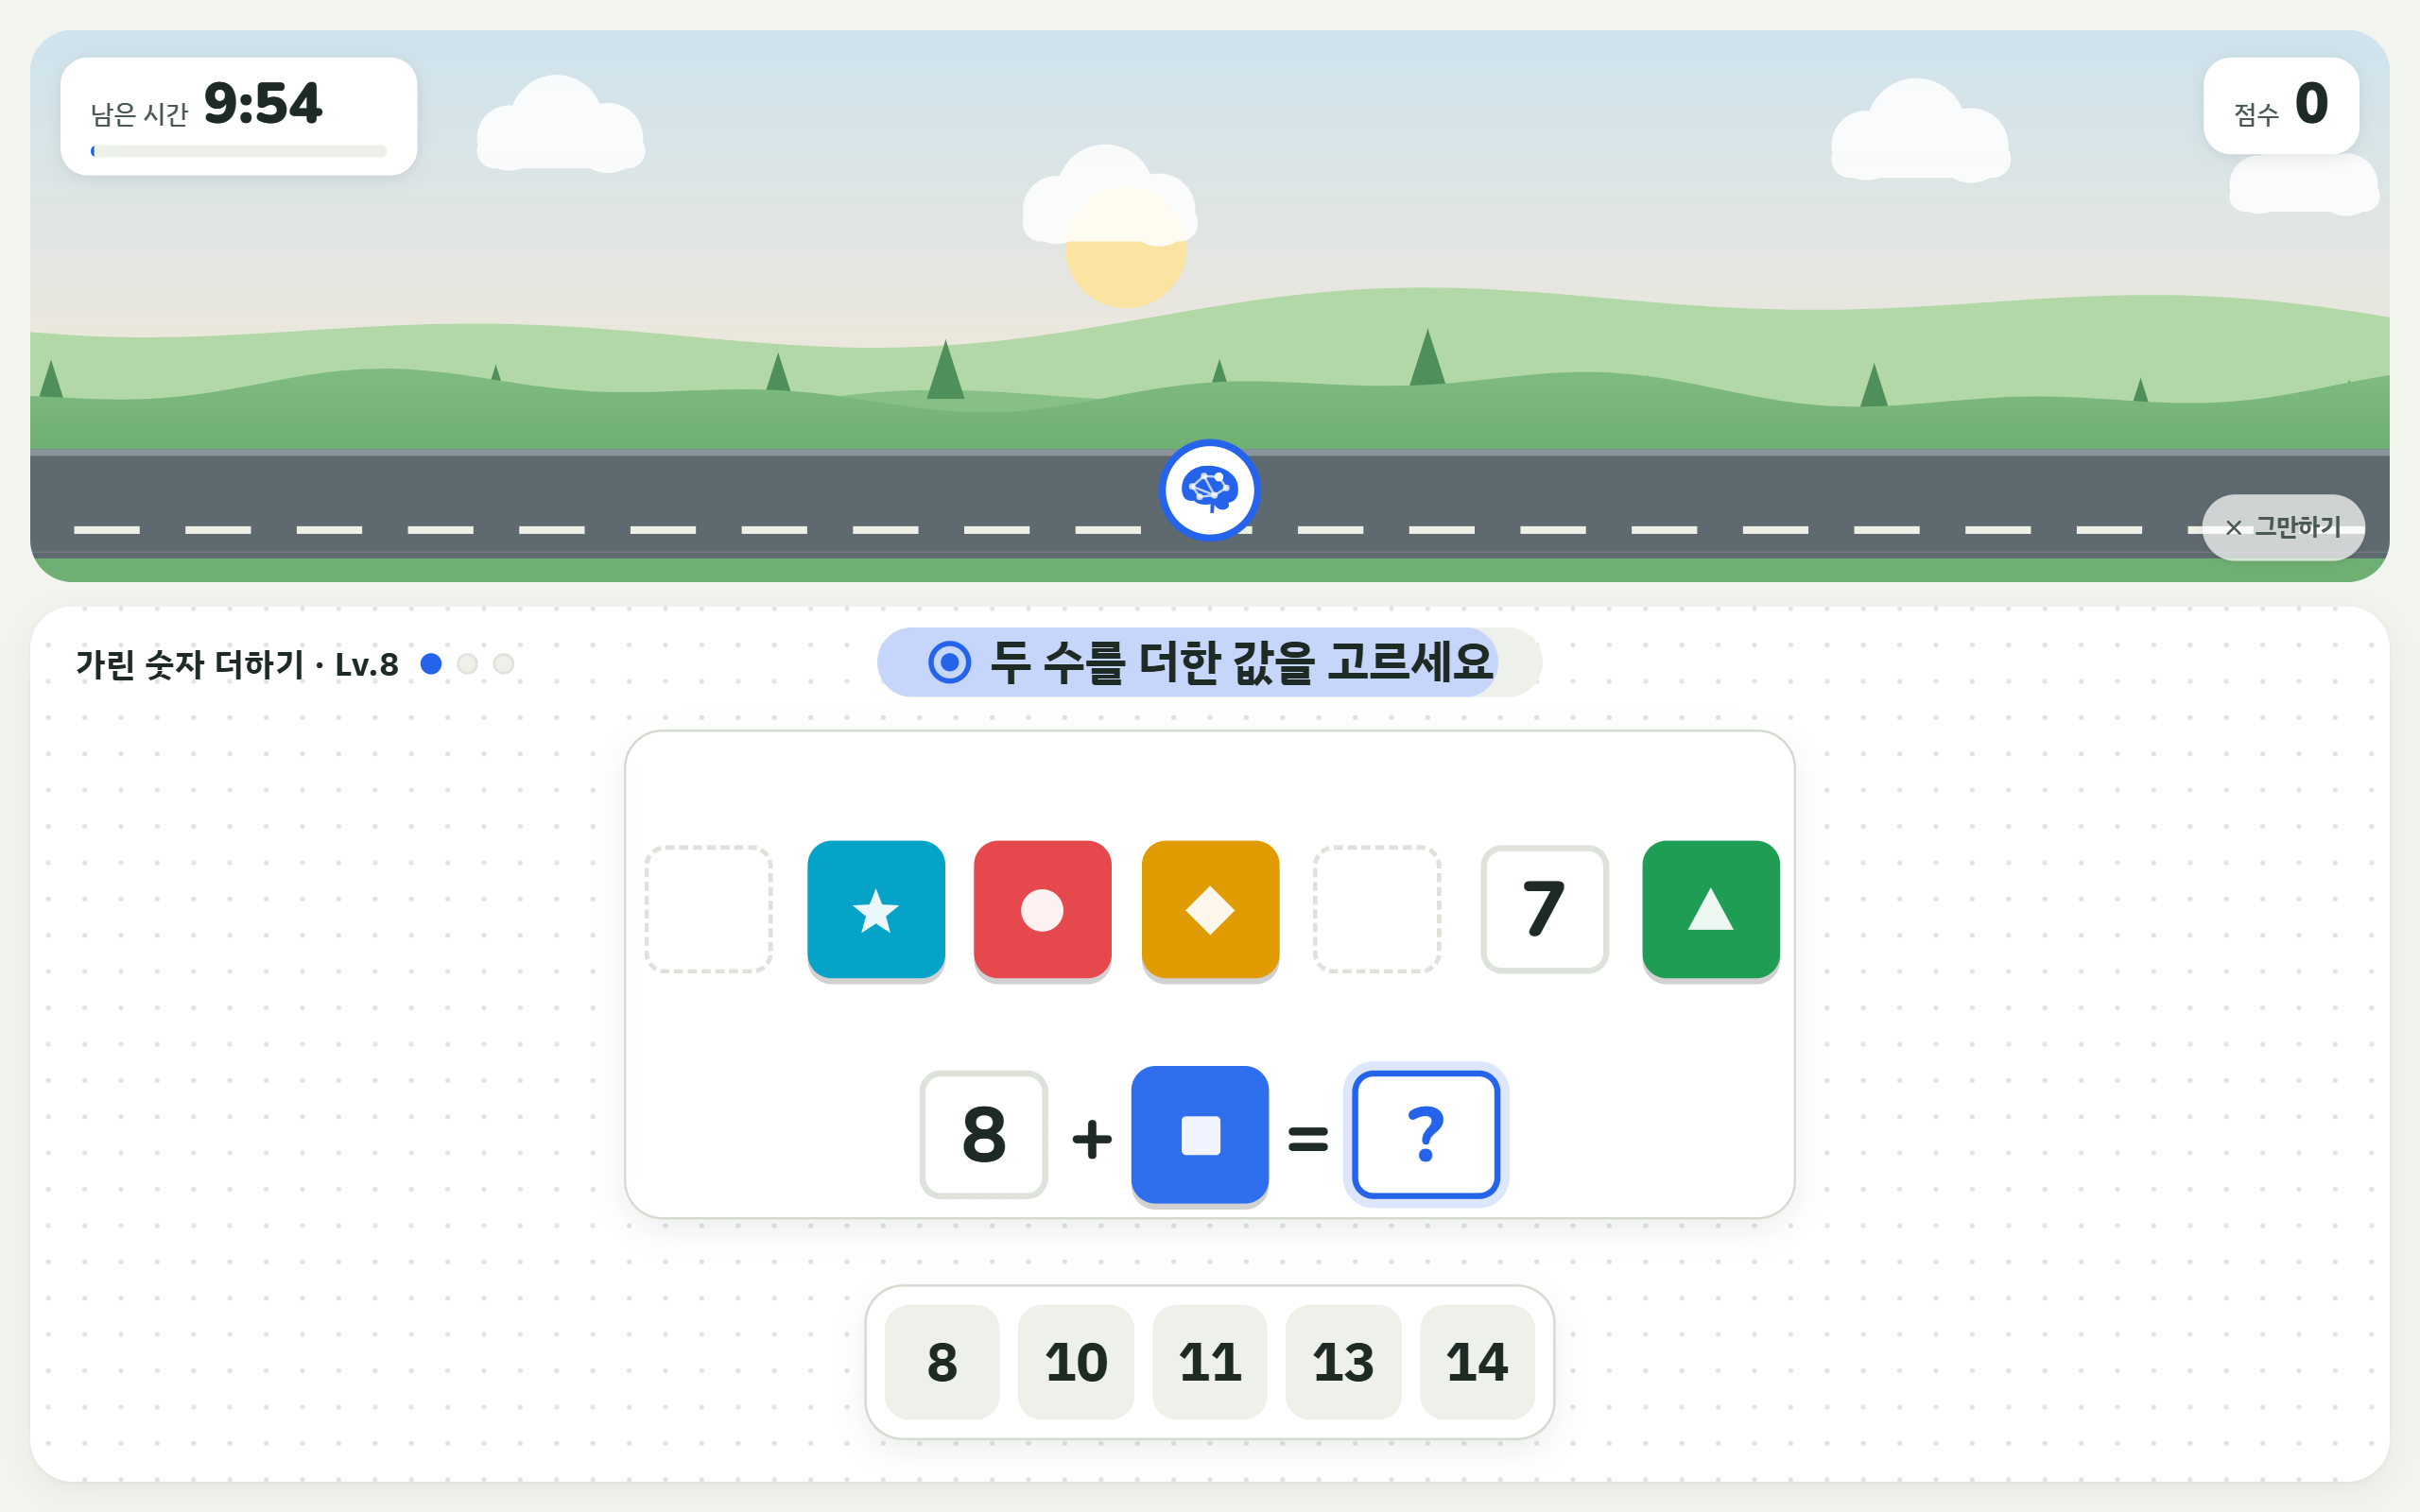 남은 시간 9:54
점수 0
× 그만하기
가린 숫자 더하기 · Lv.8
두 수를 더한 값을 고르세요
7
8 + = ?
8 10 11 13 14